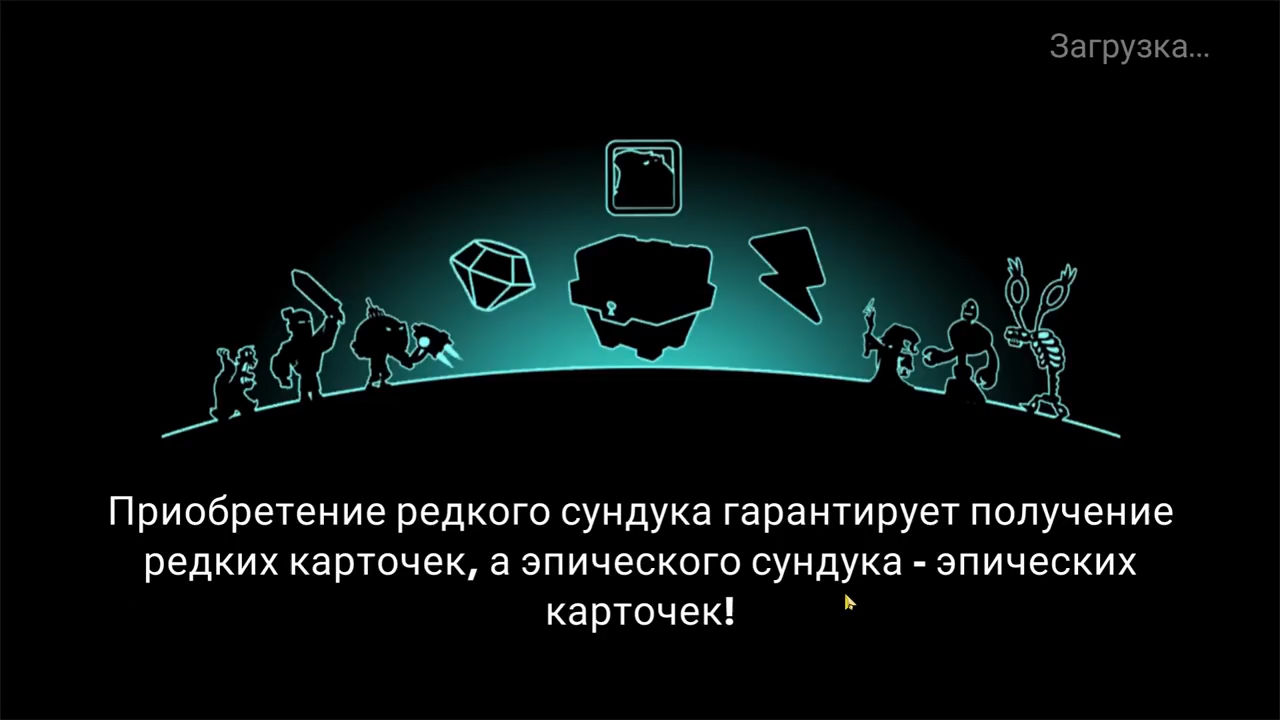 Загрузка...
Приобретение редкого сундука гарантирует получение
редких карточек, а эпического сундука - эпических
карточек!